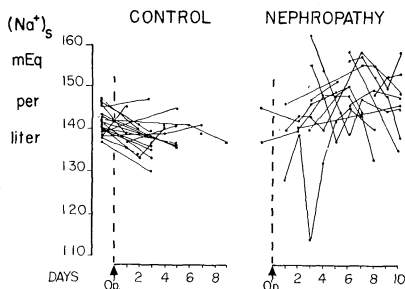 CONTROL NEPHROPATHY
(Na⁺)s
mEq
per
liter
160
150
140
130
120
110
DAYS
Op. 2 4 6 8
Op. 2 4 6 8 10